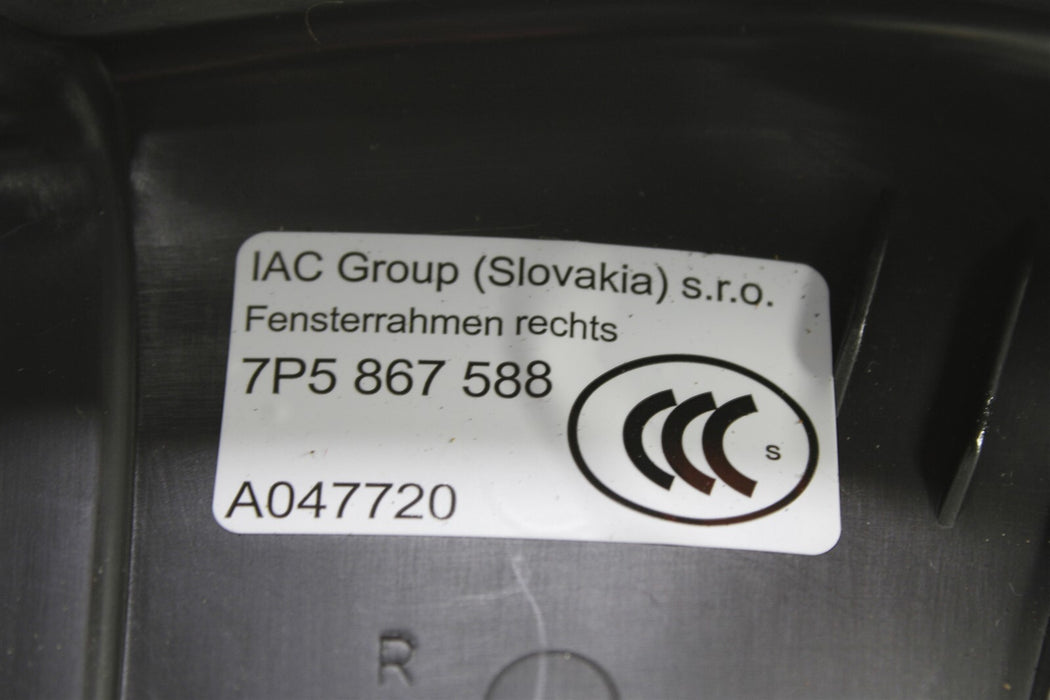 IAC Group (Slovakia) s.r.o.
Fensterrahmen rechts
7P5 867 588
CCC S
A047720
R